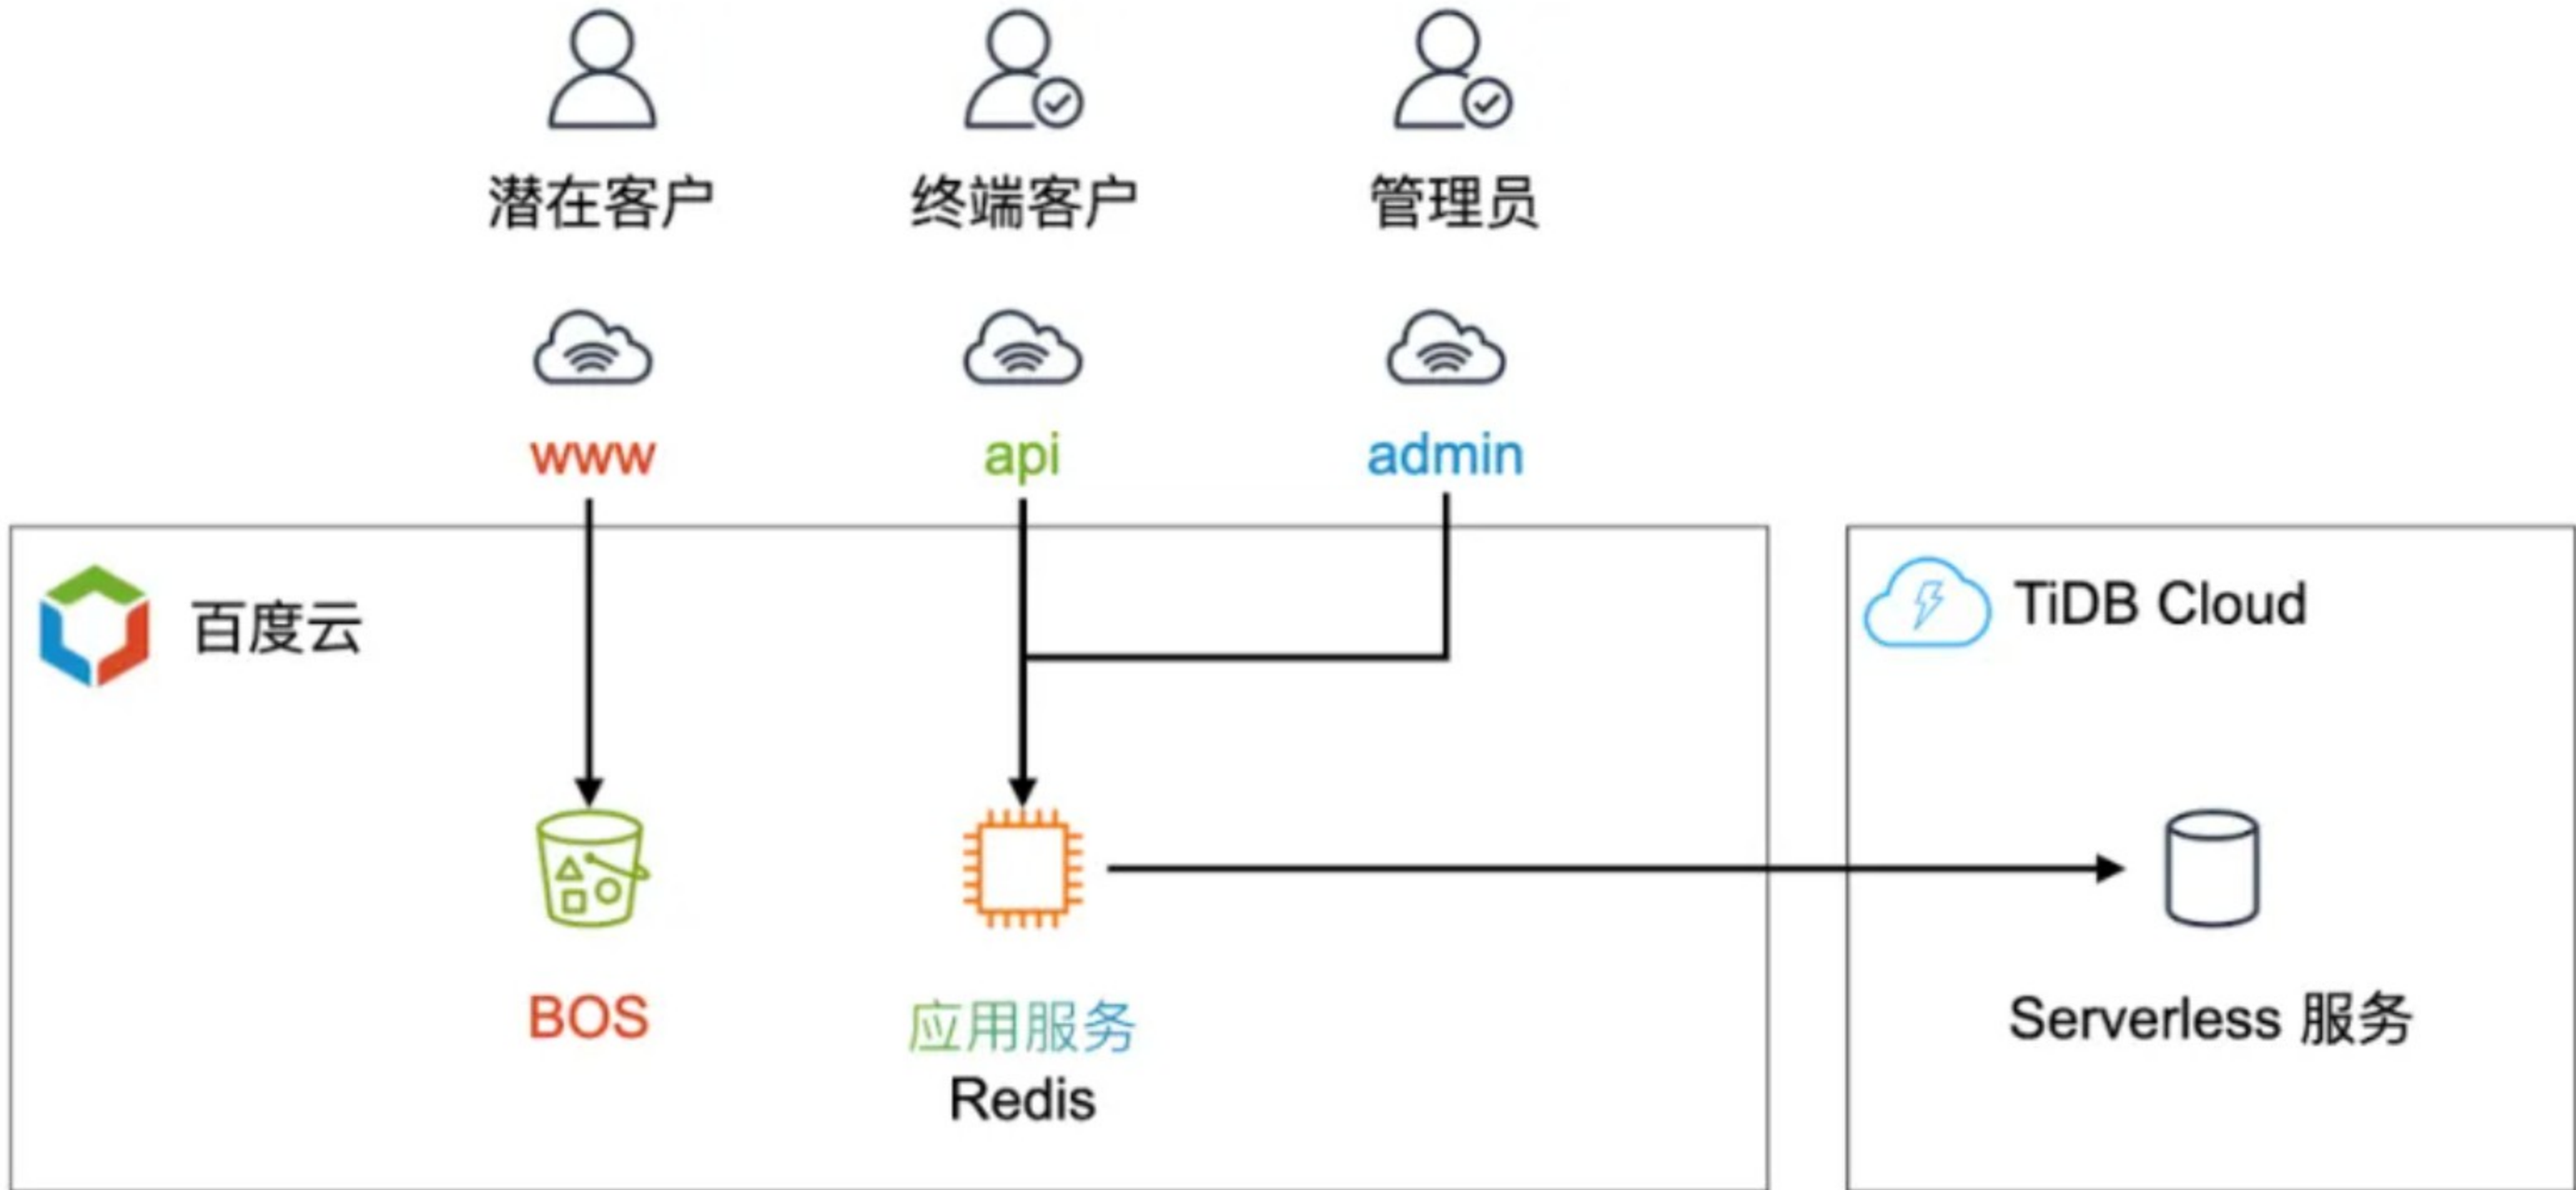 潜在客户
终端客户
管理员
www
api
admin
百度云
TiDB Cloud
BOS
应用服务
Redis
Serverless 服务